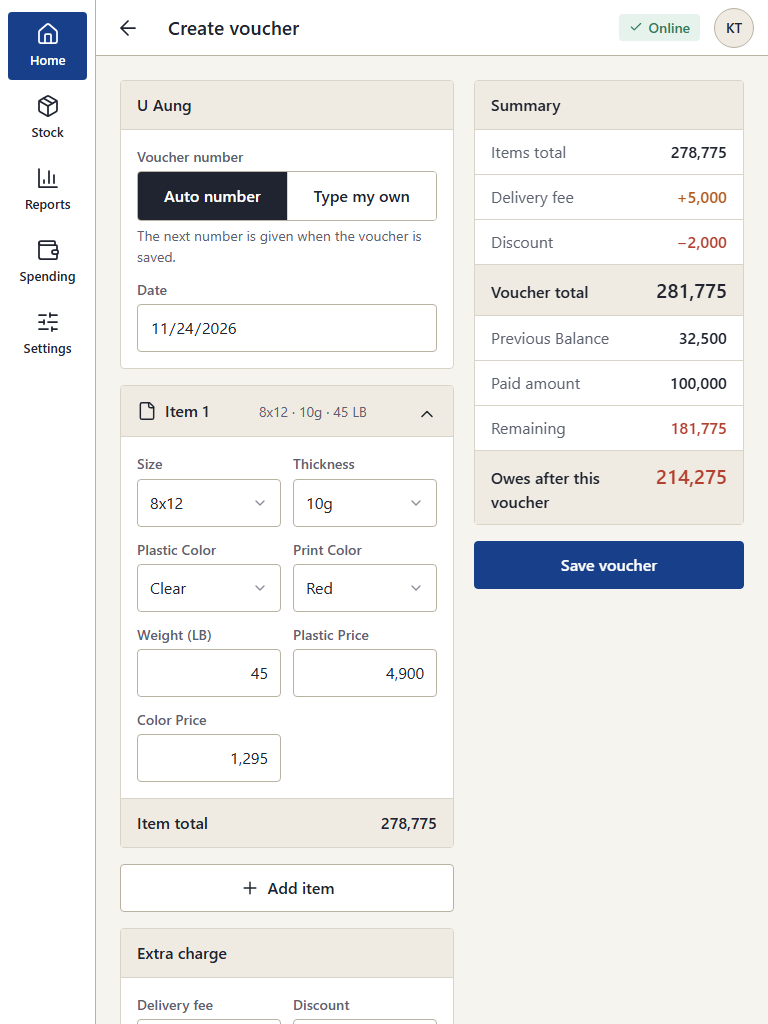 Home
Stock
Reports
Spending
Settings
Create voucher
Online
KT
U Aung
Voucher number
Auto number
Type my own
The next number is given when the voucher is
saved.
Date
11/24/2026
Item 1
8x12 · 10g · 45 LB
Size
Thickness
8x12
10g
Plastic Color
Print Color
Clear
Red
Weight (LB)
Plastic Price
45
4,900
Color Price
1,295
Item total
278,775
Add item
Extra charge
Delivery fee
Discount
Summary
Items total
278,775
Delivery fee
+5,000
Discount
−2,000
Voucher total
281,775
Previous Balance
32,500
Paid amount
100,000
Remaining
181,775
Owes after this
voucher
214,275
Save voucher